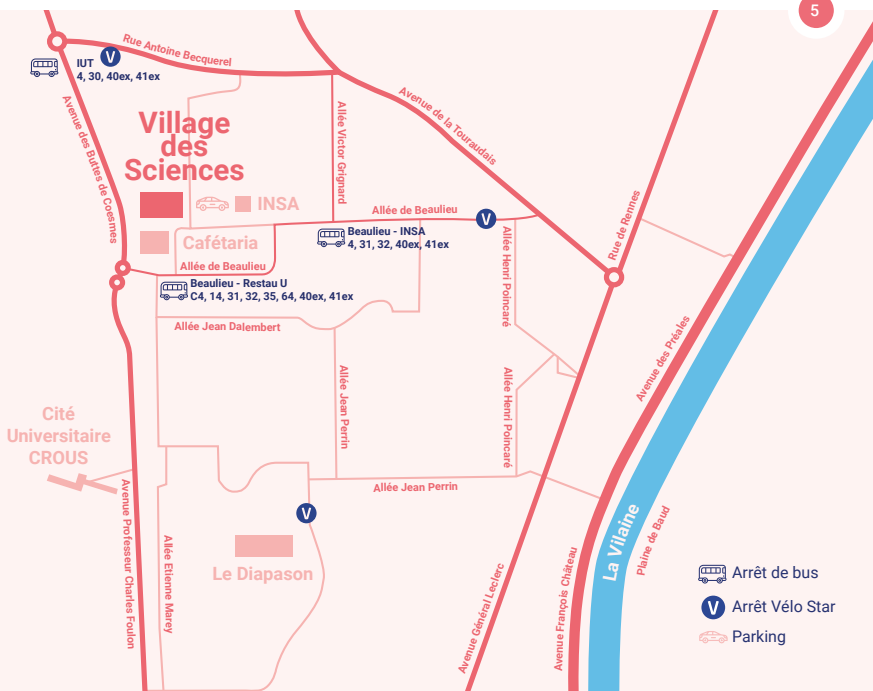 5
Rue Antoine Becquerel
V
IUT
4, 30, 40ex, 41ex
Avenue des Buttes de Coesmes
Village
des
Sciences
INSA
Cafétaria
Allée Victor Grignard
Avenue de la Touraudais
Allée de Beaulieu
V
Beaulieu - INSA
4, 31, 32, 40ex, 41ex
Allée de Beaulieu
Beaulieu - Restau U
C4, 14, 31, 32, 35, 64, 40ex, 41ex
Allée Henri Poincaré
Rue de Rennes
Allée Jean Dalembert
Avenue des Préales
Allée Jean Perrin
Allée Henri Poincaré
Cité
Universitaire
CROUS
Allée Jean Perrin
V
Avenue Professeur Charles Foulon
Allée Etienne Marey
Le Diapason
Avenue Général Leclerc
Avenue François Château
La Vilaine
Plaine de Baud
Arrêt de bus
V
Arrêt Vélo Star
Parking